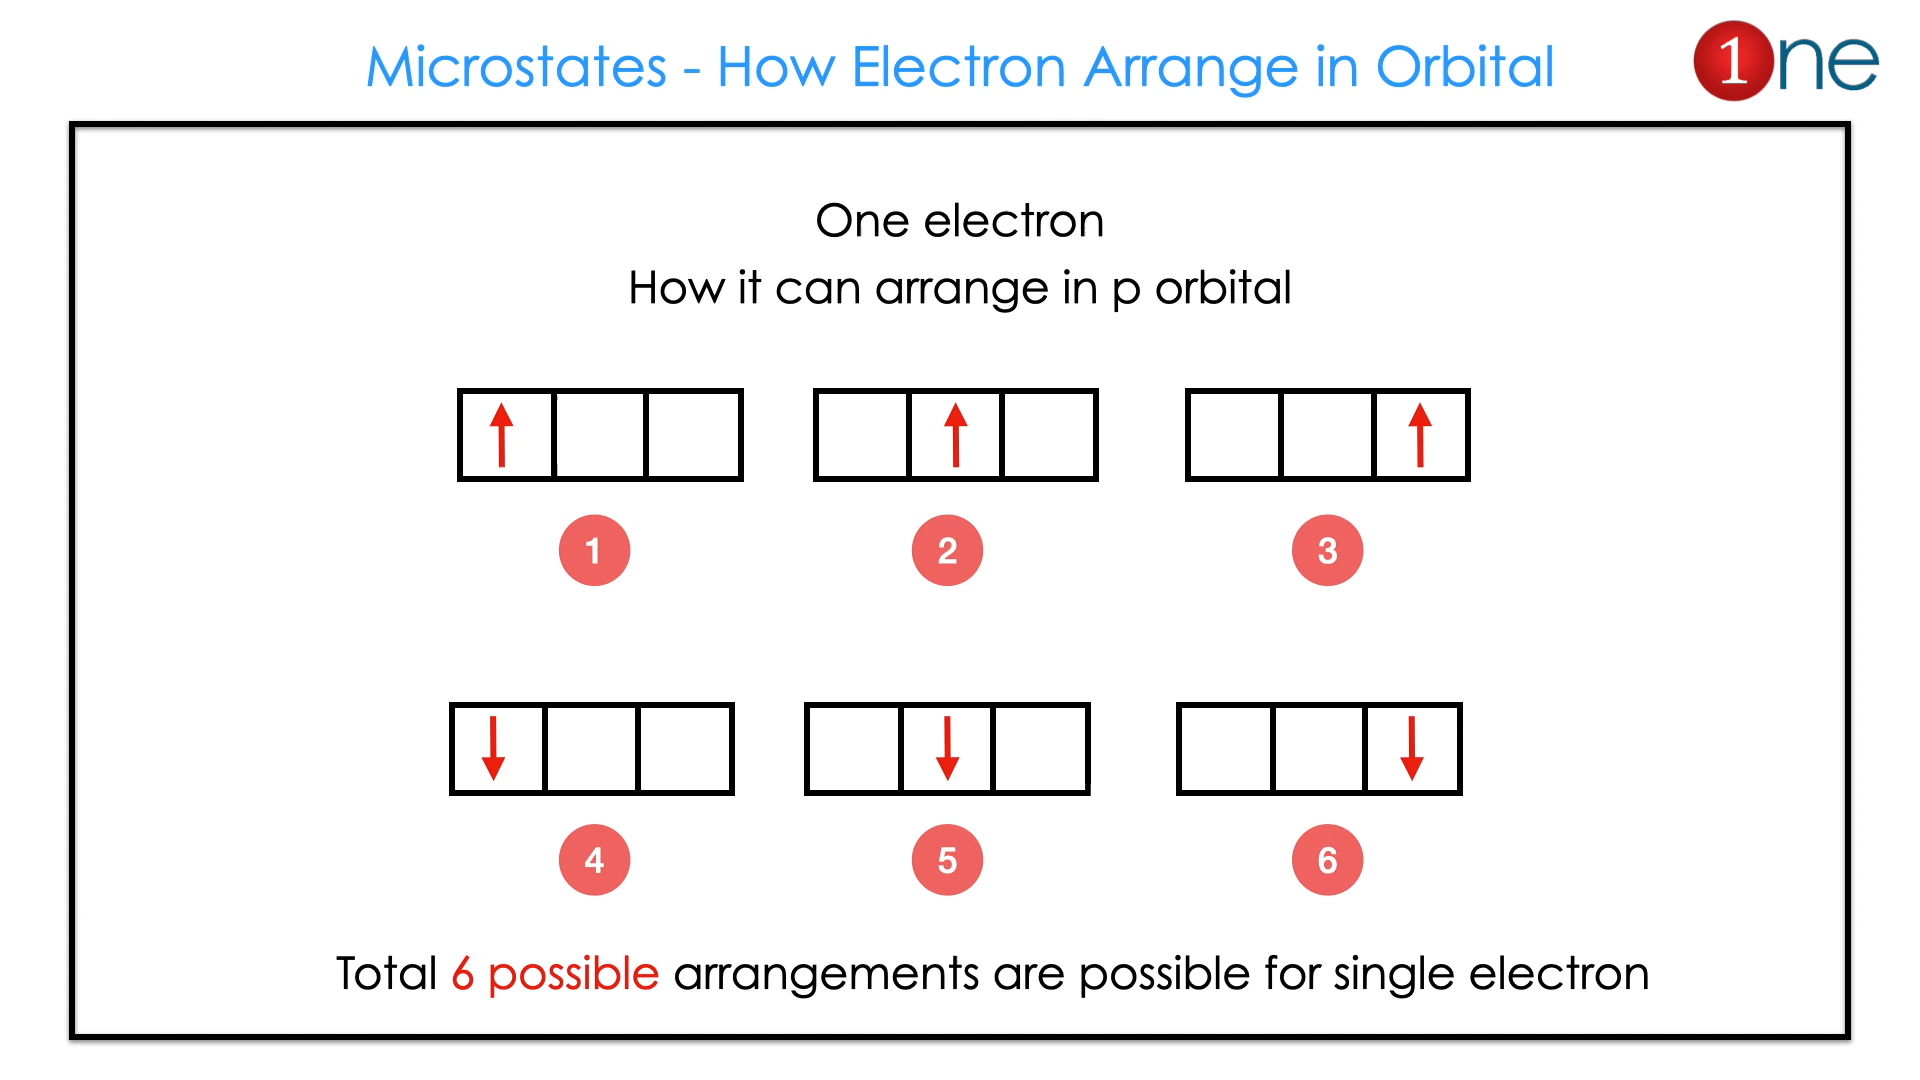 Microstates - How Electron Arrange in Orbital
1ne
One electron
How it can arrange in p orbital
1
2
3
4
5
6
Total 6 possible arrangements are possible for single electron